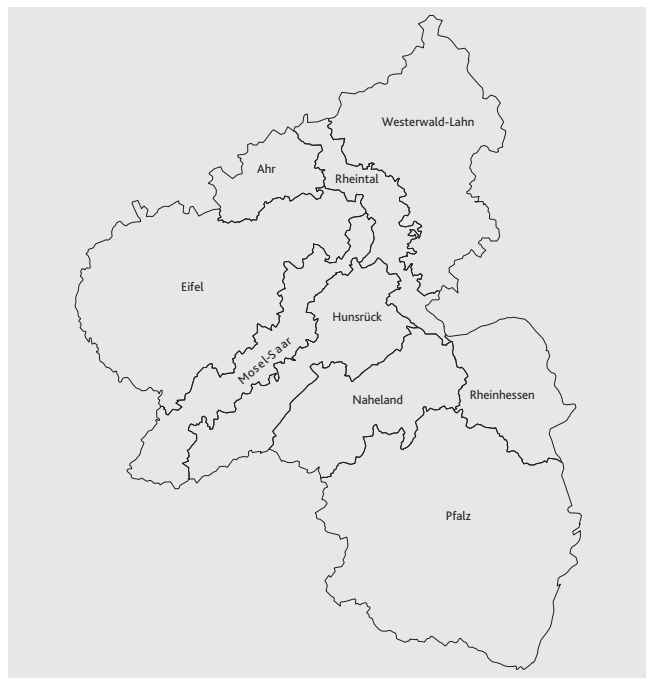 Westerwald-Lahn
Ahr
Rheintal
Eifel
Hunsrück
Mosel-Saar
Naheland
Rheinhessen
Pfalz